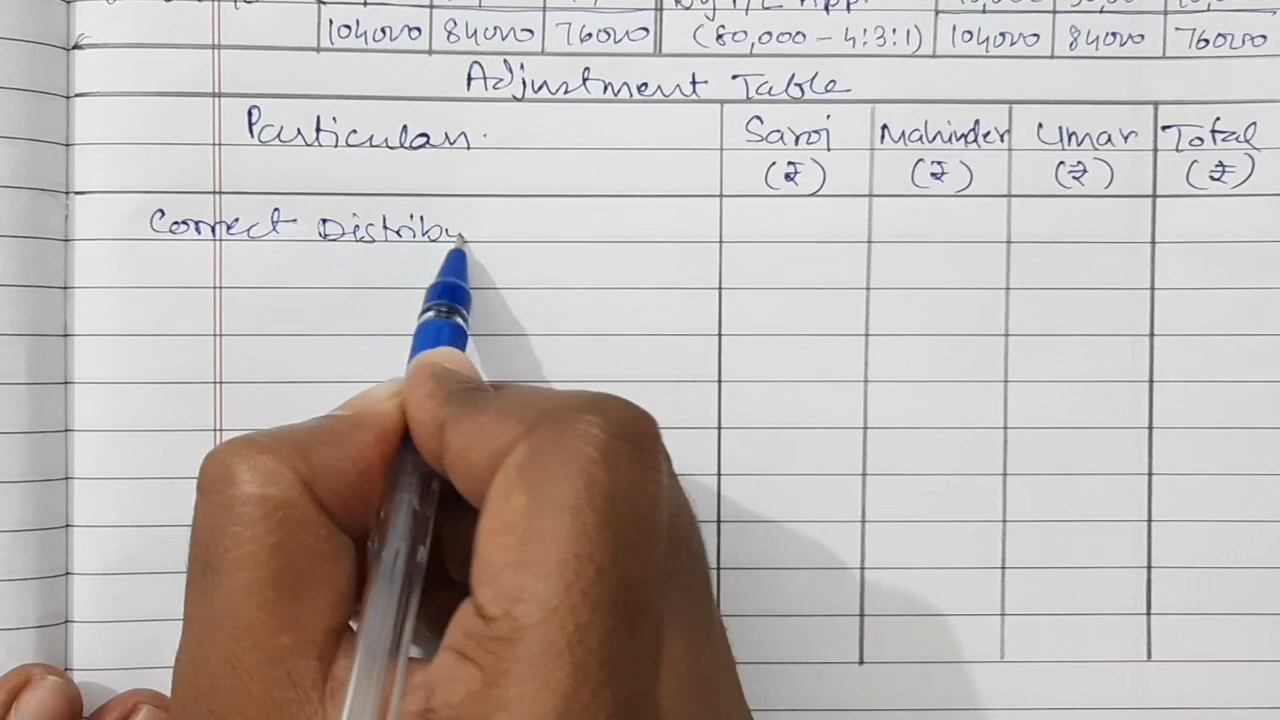 104000 84000 76000 (80,000 - 4:3:1) 104000 84000 76000
Adjustment Table
Particulars. Saroj Mahinder Umar Total
(₹) (₹) (₹) (₹)
Correct Distribu